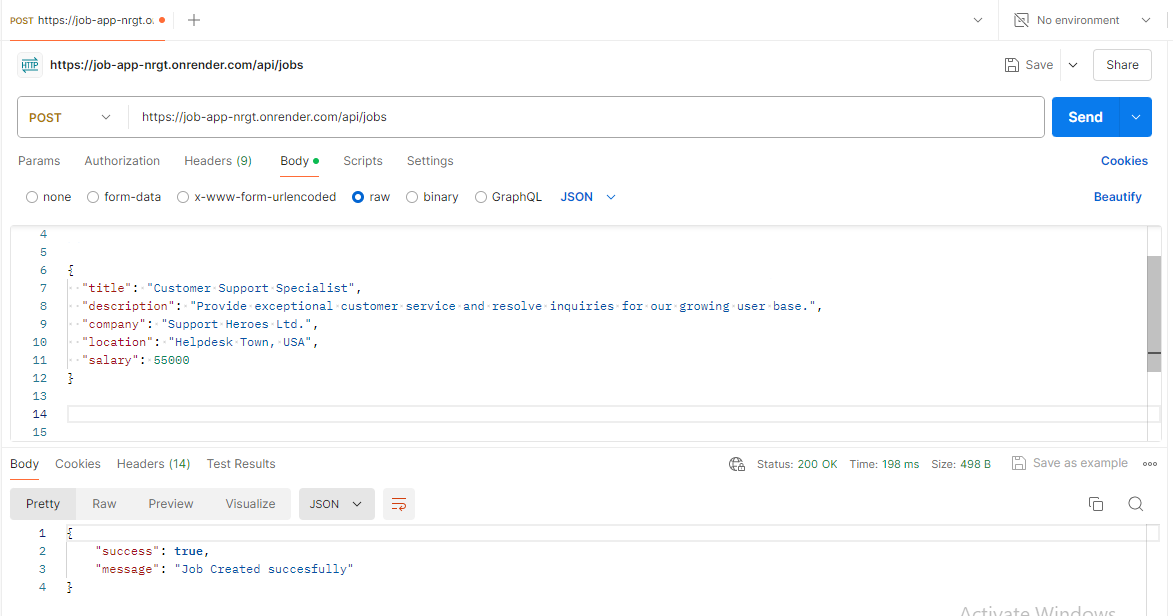 POST https://job-app-nrgt.o
No environment
HTTP https://job-app-nrgt.onrender.com/api/jobs
Save
Share
POST
https://job-app-nrgt.onrender.com/api/jobs
Send
Params Authorization Headers (9) Body Scripts Settings Cookies
none form-data x-www-form-urlencoded raw binary GraphQL JSON Beautify
4
5
6 {
7 "title": "Customer Support Specialist",
8 "description": "Provide exceptional customer service and resolve inquiries for our growing user base.",
9 "company": "Support Heroes Ltd.",
10 "location": "Helpdesk Town, USA",
11 "salary": 55000
12 }
13
14
15
Body Cookies Headers (14) Test Results Status: 200 OK Time: 198 ms Size: 498 B Save as example
Pretty Raw Preview Visualize JSON
1 {
2 "success": true,
3 "message": "Job Created succesfully"
4 }
Activate Windows